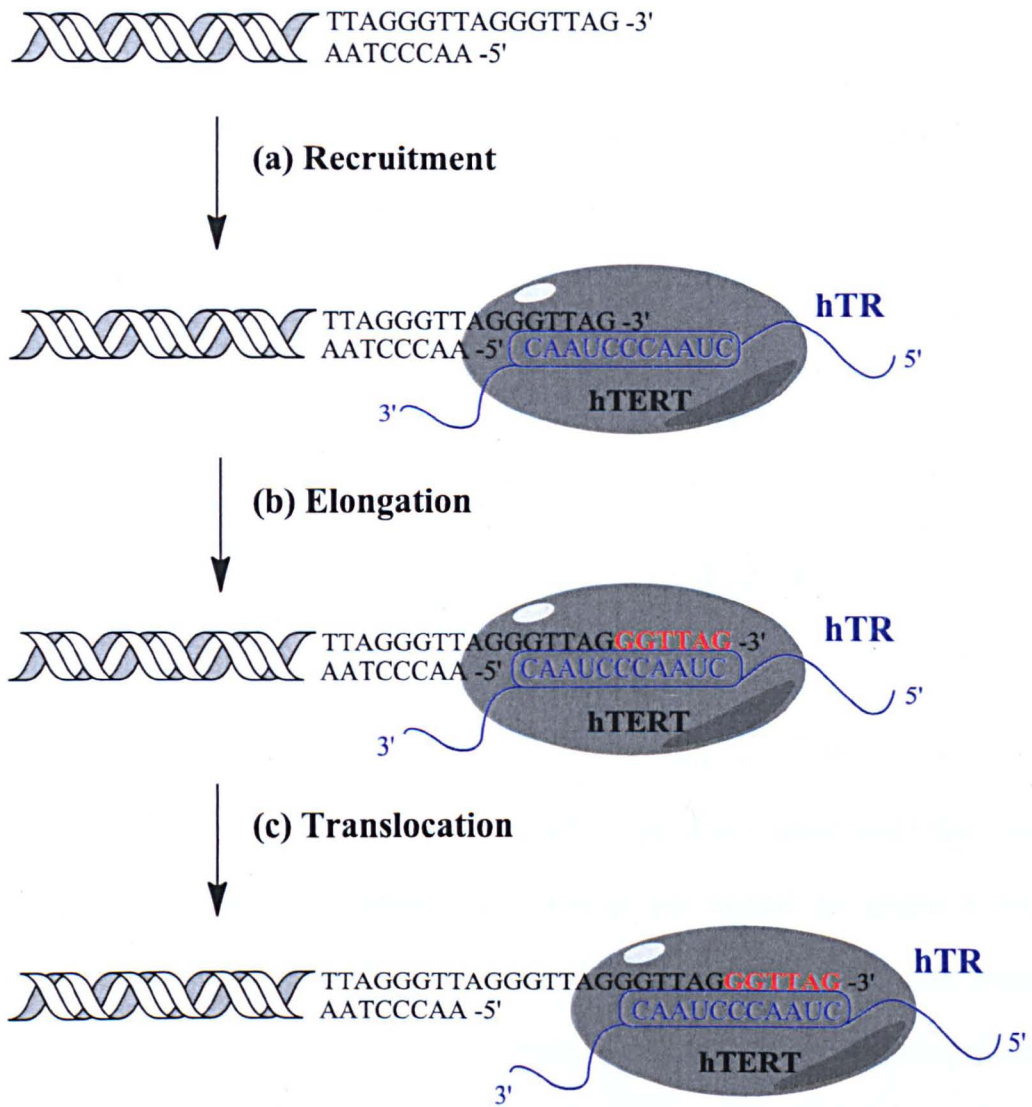 TTAGGGTTAGGGTTAG -3'
AATCCCAA -5'
(a) Recruitment
hTR
TTAGGGTTAGGGTTAG -3'
AATCCCAA -5' CAAUCCCAAUC
5'
hTERT
3'
(b) Elongation
hTR
TTAGGGTTAGGGTTAGGGTTAG -3'
AATCCCAA -5' CAAUCCCAAUC
5'
hTERT
3'
(c) Translocation
hTR
TTAGGGTTAGGGTTAGGGTTAGGGTTAG -3'
AATCCCAA -5' CAAUCCCAAUC
5'
hTERT
3'